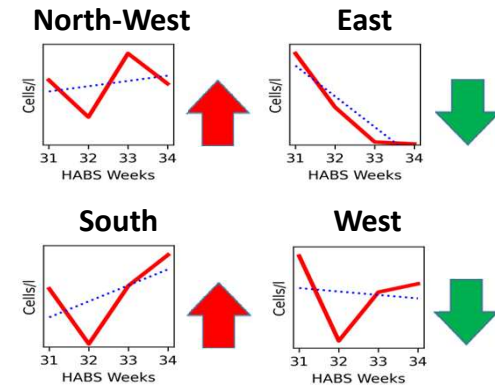 North-West
Cells/l
31 32 33 34
HABS Weeks
East
Cells/l
31 32 33 34
HABS Weeks
South
Cells/l
31 32 33 34
HABS Weeks
West
Cells/l
31 32 33 34
HABS Weeks